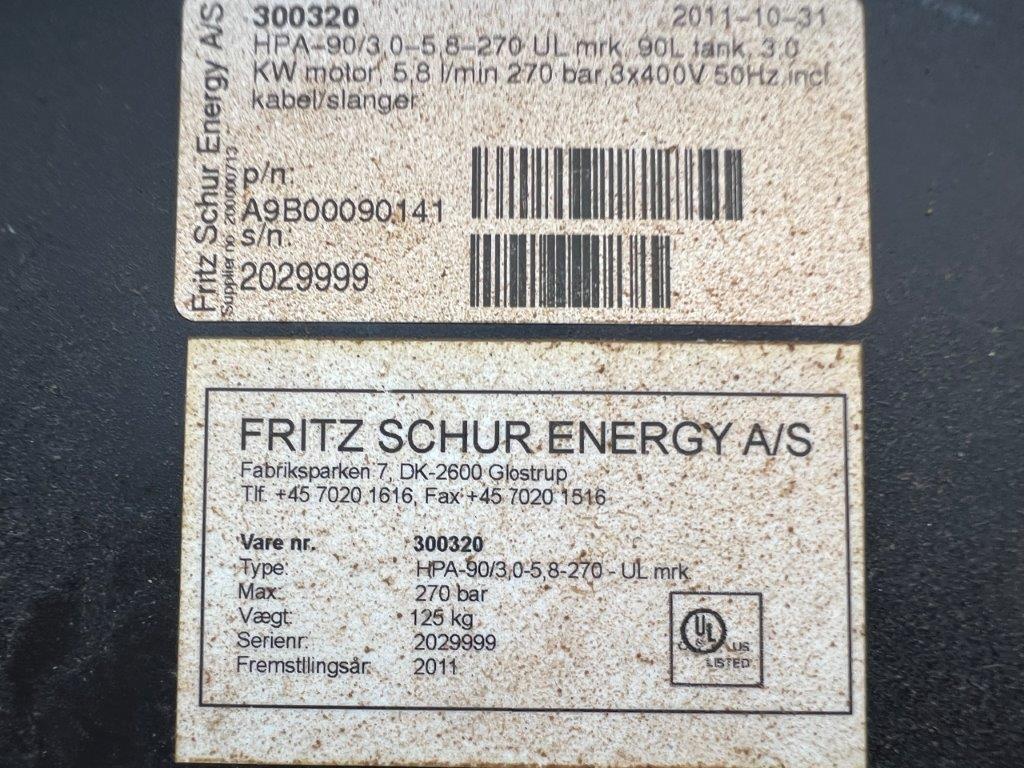 300320 2011-10-31
HPA-90/3,0-5,8-270 UL mrk. 90L tank, 3.0
KW motor, 5,8 l/min 270 bar,3x400V 50Hz incl
kabel/slanger
Fritz Schur Energy A/S
Supplier no. 200000713
p/n:
A9B00090141
s/n:
2029999
FRITZ SCHUR ENERGY A/S
Fabriksparken 7, DK-2600 Glostrup
Tlf. +45 7020 1616, Fax +45 7020 1516
Vare nr. 300320
Type: HPA-90/3,0-5,8-270 - UL mrk
Max: 270 bar
Vægt: 125 kg
Serienr: 2029999
Fremstllingsår: 2011
C UL US
LISTED